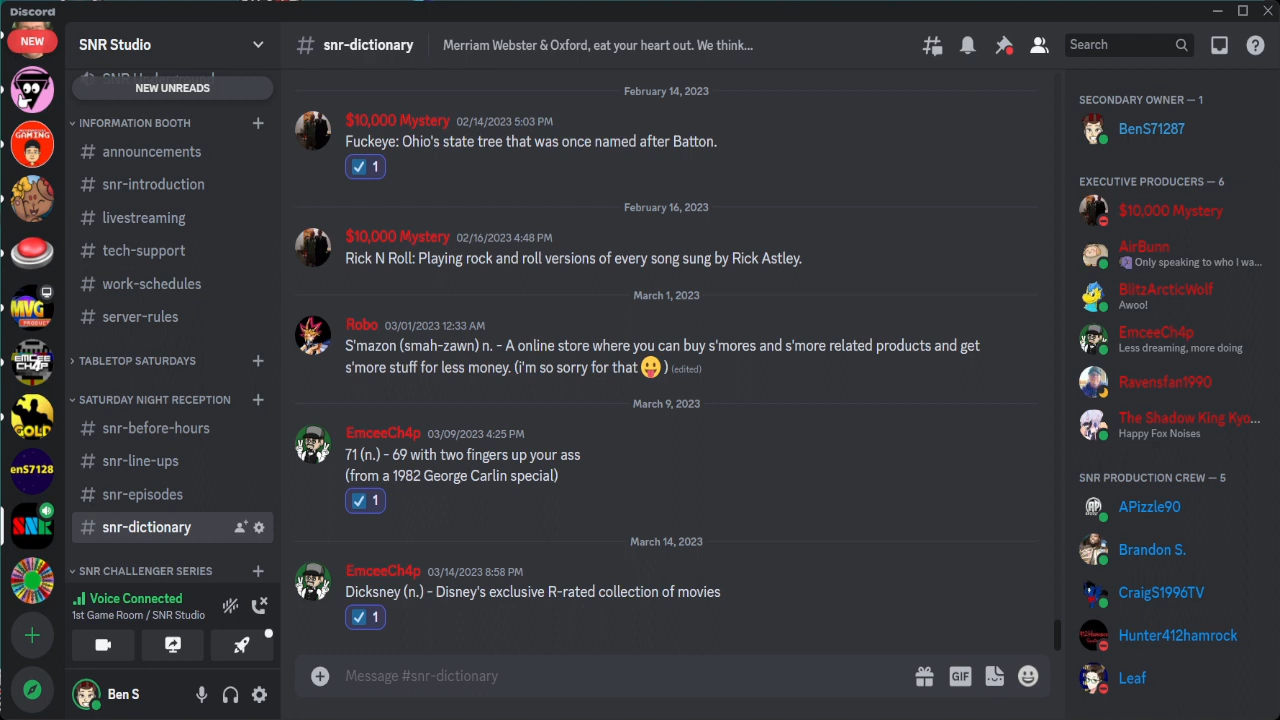 Discord
NEW
GAMING
MVG
PRODUCT
EMCEE
CH4P
GOLD
enS7128
SNR
SNR Studio
SNR Underground
NEW UNREADS
INFORMATION BOOTH
announcements
snr-introduction
livestreaming
tech-support
work-schedules
server-rules
TABLETOP SATURDAYS
SATURDAY NIGHT RECEPTION
snr-before-hours
snr-line-ups
snr-episodes
snr-dictionary
SNR CHALLENGER SERIES
Voice Connected
1st Game Room / SNR Studio
Ben S
# snr-dictionary
Merriam Webster & Oxford, eat your heart out. We think...
Search
February 14, 2023
$10,000 Mystery 02/14/2023 5:03 PM
Fuckeye: Ohio's state tree that was once named after Batton.
1
February 16, 2023
$10,000 Mystery 02/16/2023 4:48 PM
Rick N Roll: Playing rock and roll versions of every song sung by Rick Astley.
March 1, 2023
Robo 03/01/2023 12:33 AM
S'mazon (smah-zawn) n. - A online store where you can buy s'mores and s'more related products and get
s'more stuff for less money. (i'm so sorry for that 😛 ) (edited)
March 9, 2023
EmceeCh4p 03/09/2023 4:25 PM
71 (n.) - 69 with two fingers up your ass
(from a 1982 George Carlin special)
1
March 14, 2023
EmceeCh4p 03/14/2023 8:58 PM
Dicksney (n.) - Disney's exclusive R-rated collection of movies
1
Message #snr-dictionary
GIF
SECONDARY OWNER — 1
BenS71287
EXECUTIVE PRODUCERS — 6
$10,000 Mystery
AirBunn
Only speaking to who I wa...
BlitzArcticWolf
Awoo!
EmceeCh4p
Less dreaming, more doing
Ravensfan1990
The Shadow King Kyo...
Happy Fox Noises
SNR PRODUCTION CREW — 5
APizzle90
Brandon S.
CraigS1996TV
Hunter412hamrock
Leaf